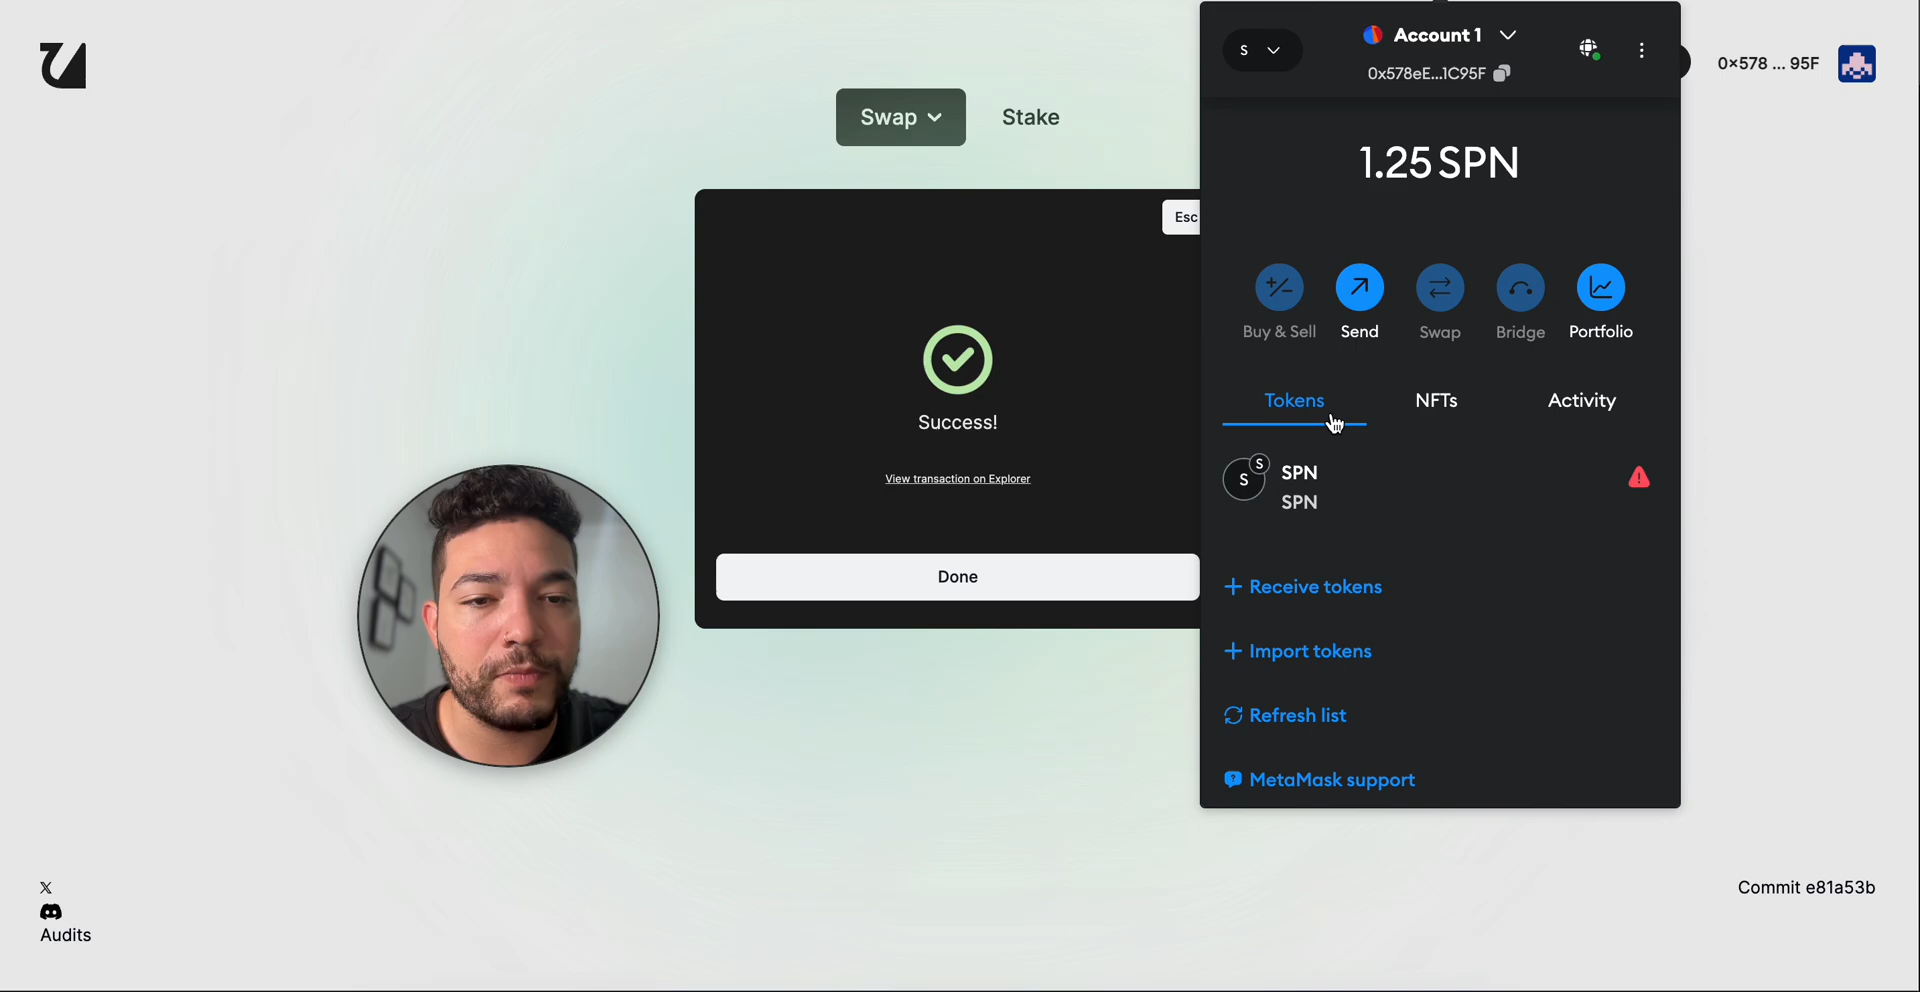 Swap
Stake
Esc
Success!
View transaction on Explorer
Done
S
Account 1
0x578eE...1C95F
0×578 ... 95F
1.25 SPN
Buy & Sell
Send
Swap
Bridge
Portfolio
Tokens
NFTs
Activity
S
S
SPN
SPN
+ Receive tokens
+ Import tokens
Refresh list
MetaMask support
X
Audits
Commit e81a53b